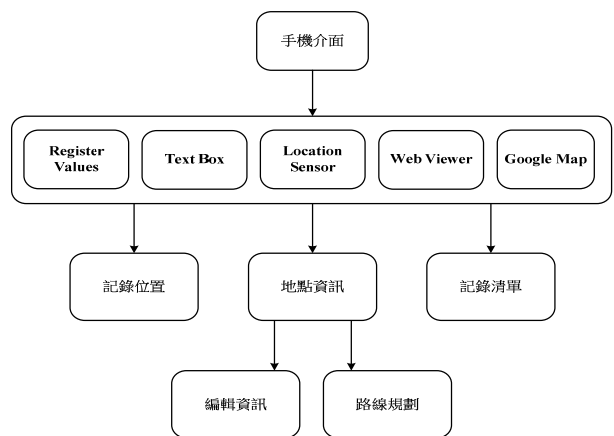 手機介面
Register
Values
Text Box
Location
Sensor
Web Viewer
Google Map
記錄位置
地點資訊
記錄清單
編輯資訊
路線規劃